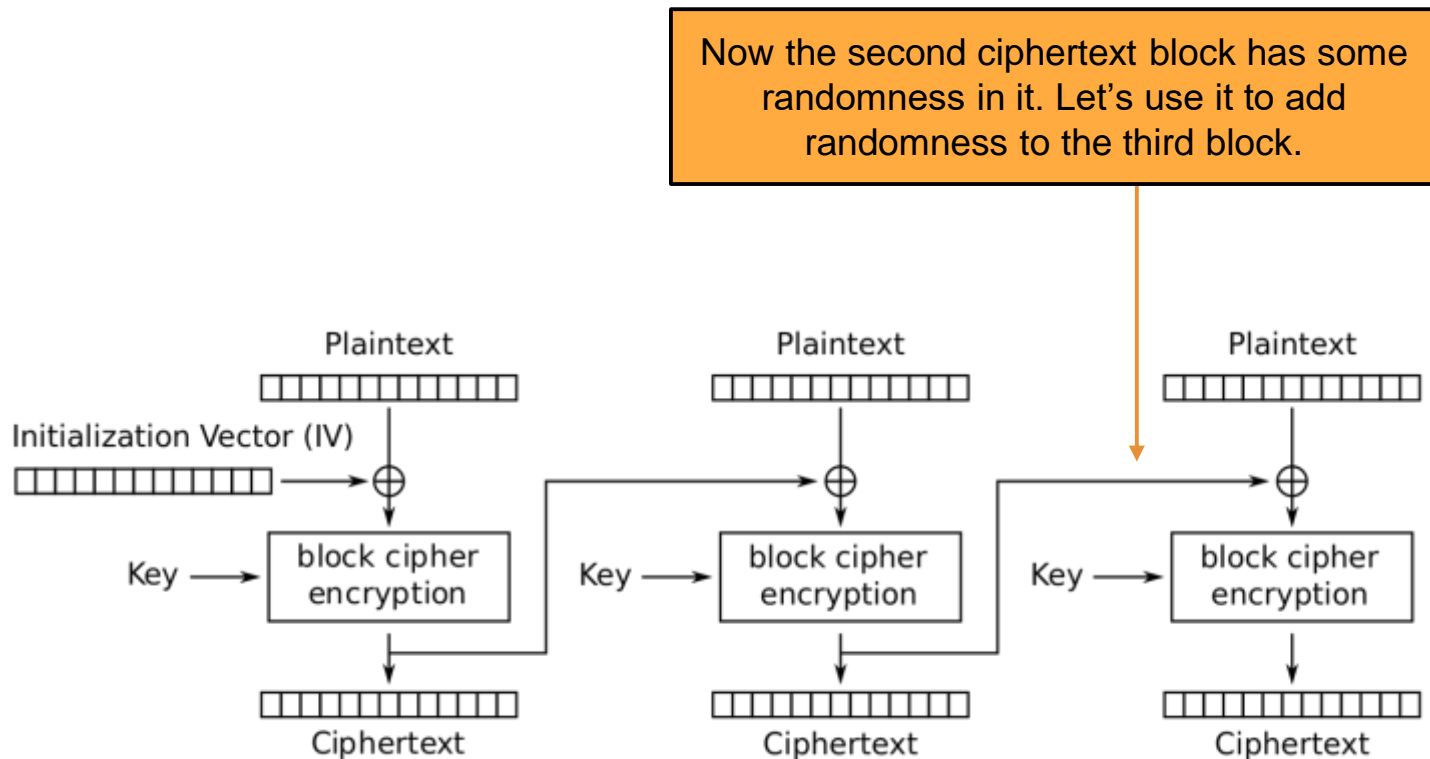 Now the second ciphertext block has some
randomness in it. Let’s use it to add
randomness to the third block.
Plaintext
Plaintext
Plaintext
Initialization Vector (IV)
Key
block cipher
encryption
Key
block cipher
encryption
Key
block cipher
encryption
Ciphertext
Ciphertext
Ciphertext